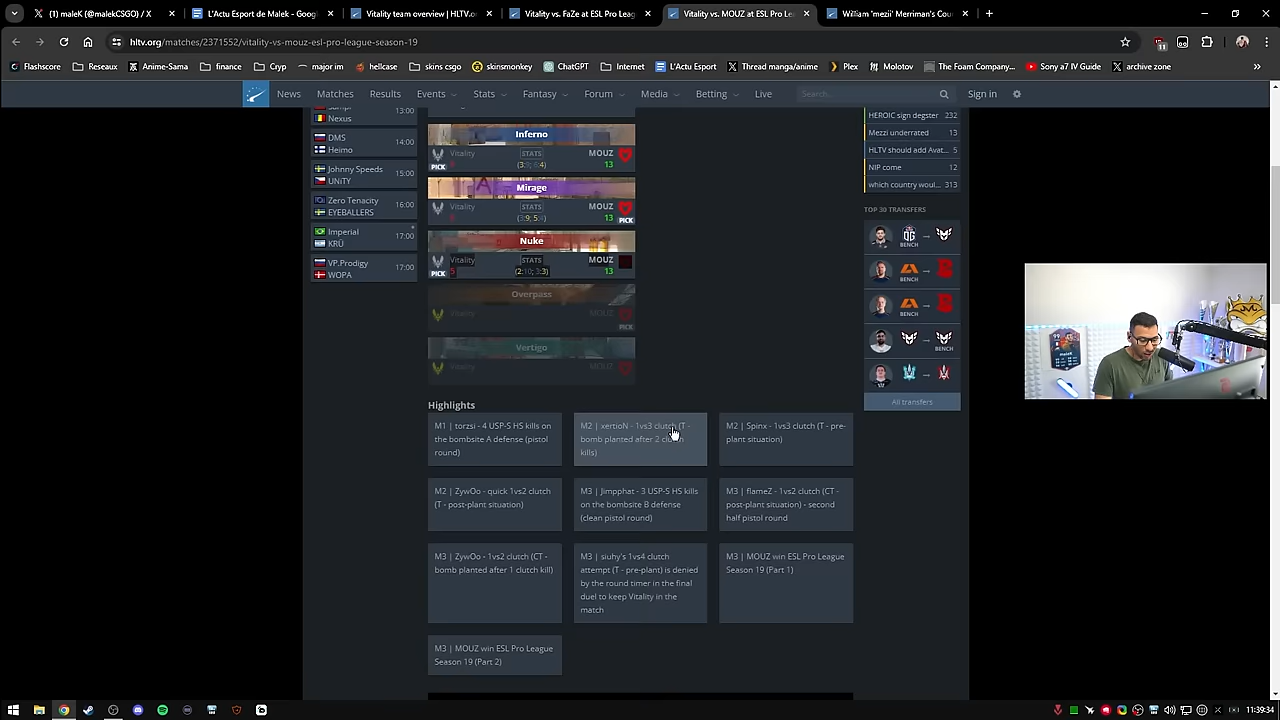 (1) maleK (@malekCSGO) / X
L'Actu Esport de Malek - Goog
Vitality team overview | HLTV.o
Vitality vs. FaZe at ESL Pro Leag
Vitality vs. MOUZ at ESL Pro Le
William 'mezii' Merriman's Cou
hltv.org/matches/2371552/vitality-vs-mouz-esl-pro-league-season-19
Flashscore
Reseaux
Anime-Sama
finance
Cryp
major im
hellcase
skins csgo
skinsmonkey
ChatGPT
Internet
L'Actu Esport
Thread manga/anime
Plex
Molotov
The Foam Company...
Sony a7 IV Guide
archive zone
News
Matches
Results
Events
Stats
Fantasy
Forum
Media
Betting
Live
Search...
Sign in
Nexus
13:00
DMS
Heimo
14:00
Johnny Speeds
UNiTY
15:00
Zero Tenacity
EYEBALLERS
16:00
Imperial
KRÜ
17:00
VP.Prodigy
WOPA
17:00
Inferno
Vitality
STATS
MOUZ
13
PICK
Mirage
Vitality
STATS
MOUZ
13
PICK
Nuke
Vitality
5
STATS
(2:10; 3:3)
MOUZ
13
PICK
Overpass
Vitality
MOUZ
PICK
Vertigo
Vitality
MOUZ
Highlights
M1 | torzsi - 4 USP-S HS kills on
the bombsite A defense (pistol
round)
M2 | xertioN - 1vs3 clutch (T -
bomb planted after 2 clutch
kills)
M2 | Spinx - 1vs3 clutch (T - pre-
plant situation)
M2 | ZywOo - quick 1vs2 clutch
(T - post-plant situation)
M3 | Jimpphat - 3 USP-S HS kills
on the bombsite B defense
(clean pistol round)
M3 | flameZ - 1vs2 clutch (CT -
post-plant situation) - second
half pistol round
M3 | ZywOo - 1vs2 clutch (CT -
bomb planted after 1 clutch kill)
M3 | siuhy's 1vs4 clutch
attempt (T - pre-plant) is denied
by the round timer in the final
duel to keep Vitality in the
match
M3 | MOUZ win ESL Pro League
Season 19 (Part 1)
M3 | MOUZ win ESL Pro League
Season 19 (Part 2)
HEROIC sign degster 232
Mezzi underrated 13
HLTV should add Avat... 5
NIP come 12
which country woul... 313
TOP 30 TRANSFERS
BENCH
BENCH
BENCH
BENCH
All transfers
11:39:34